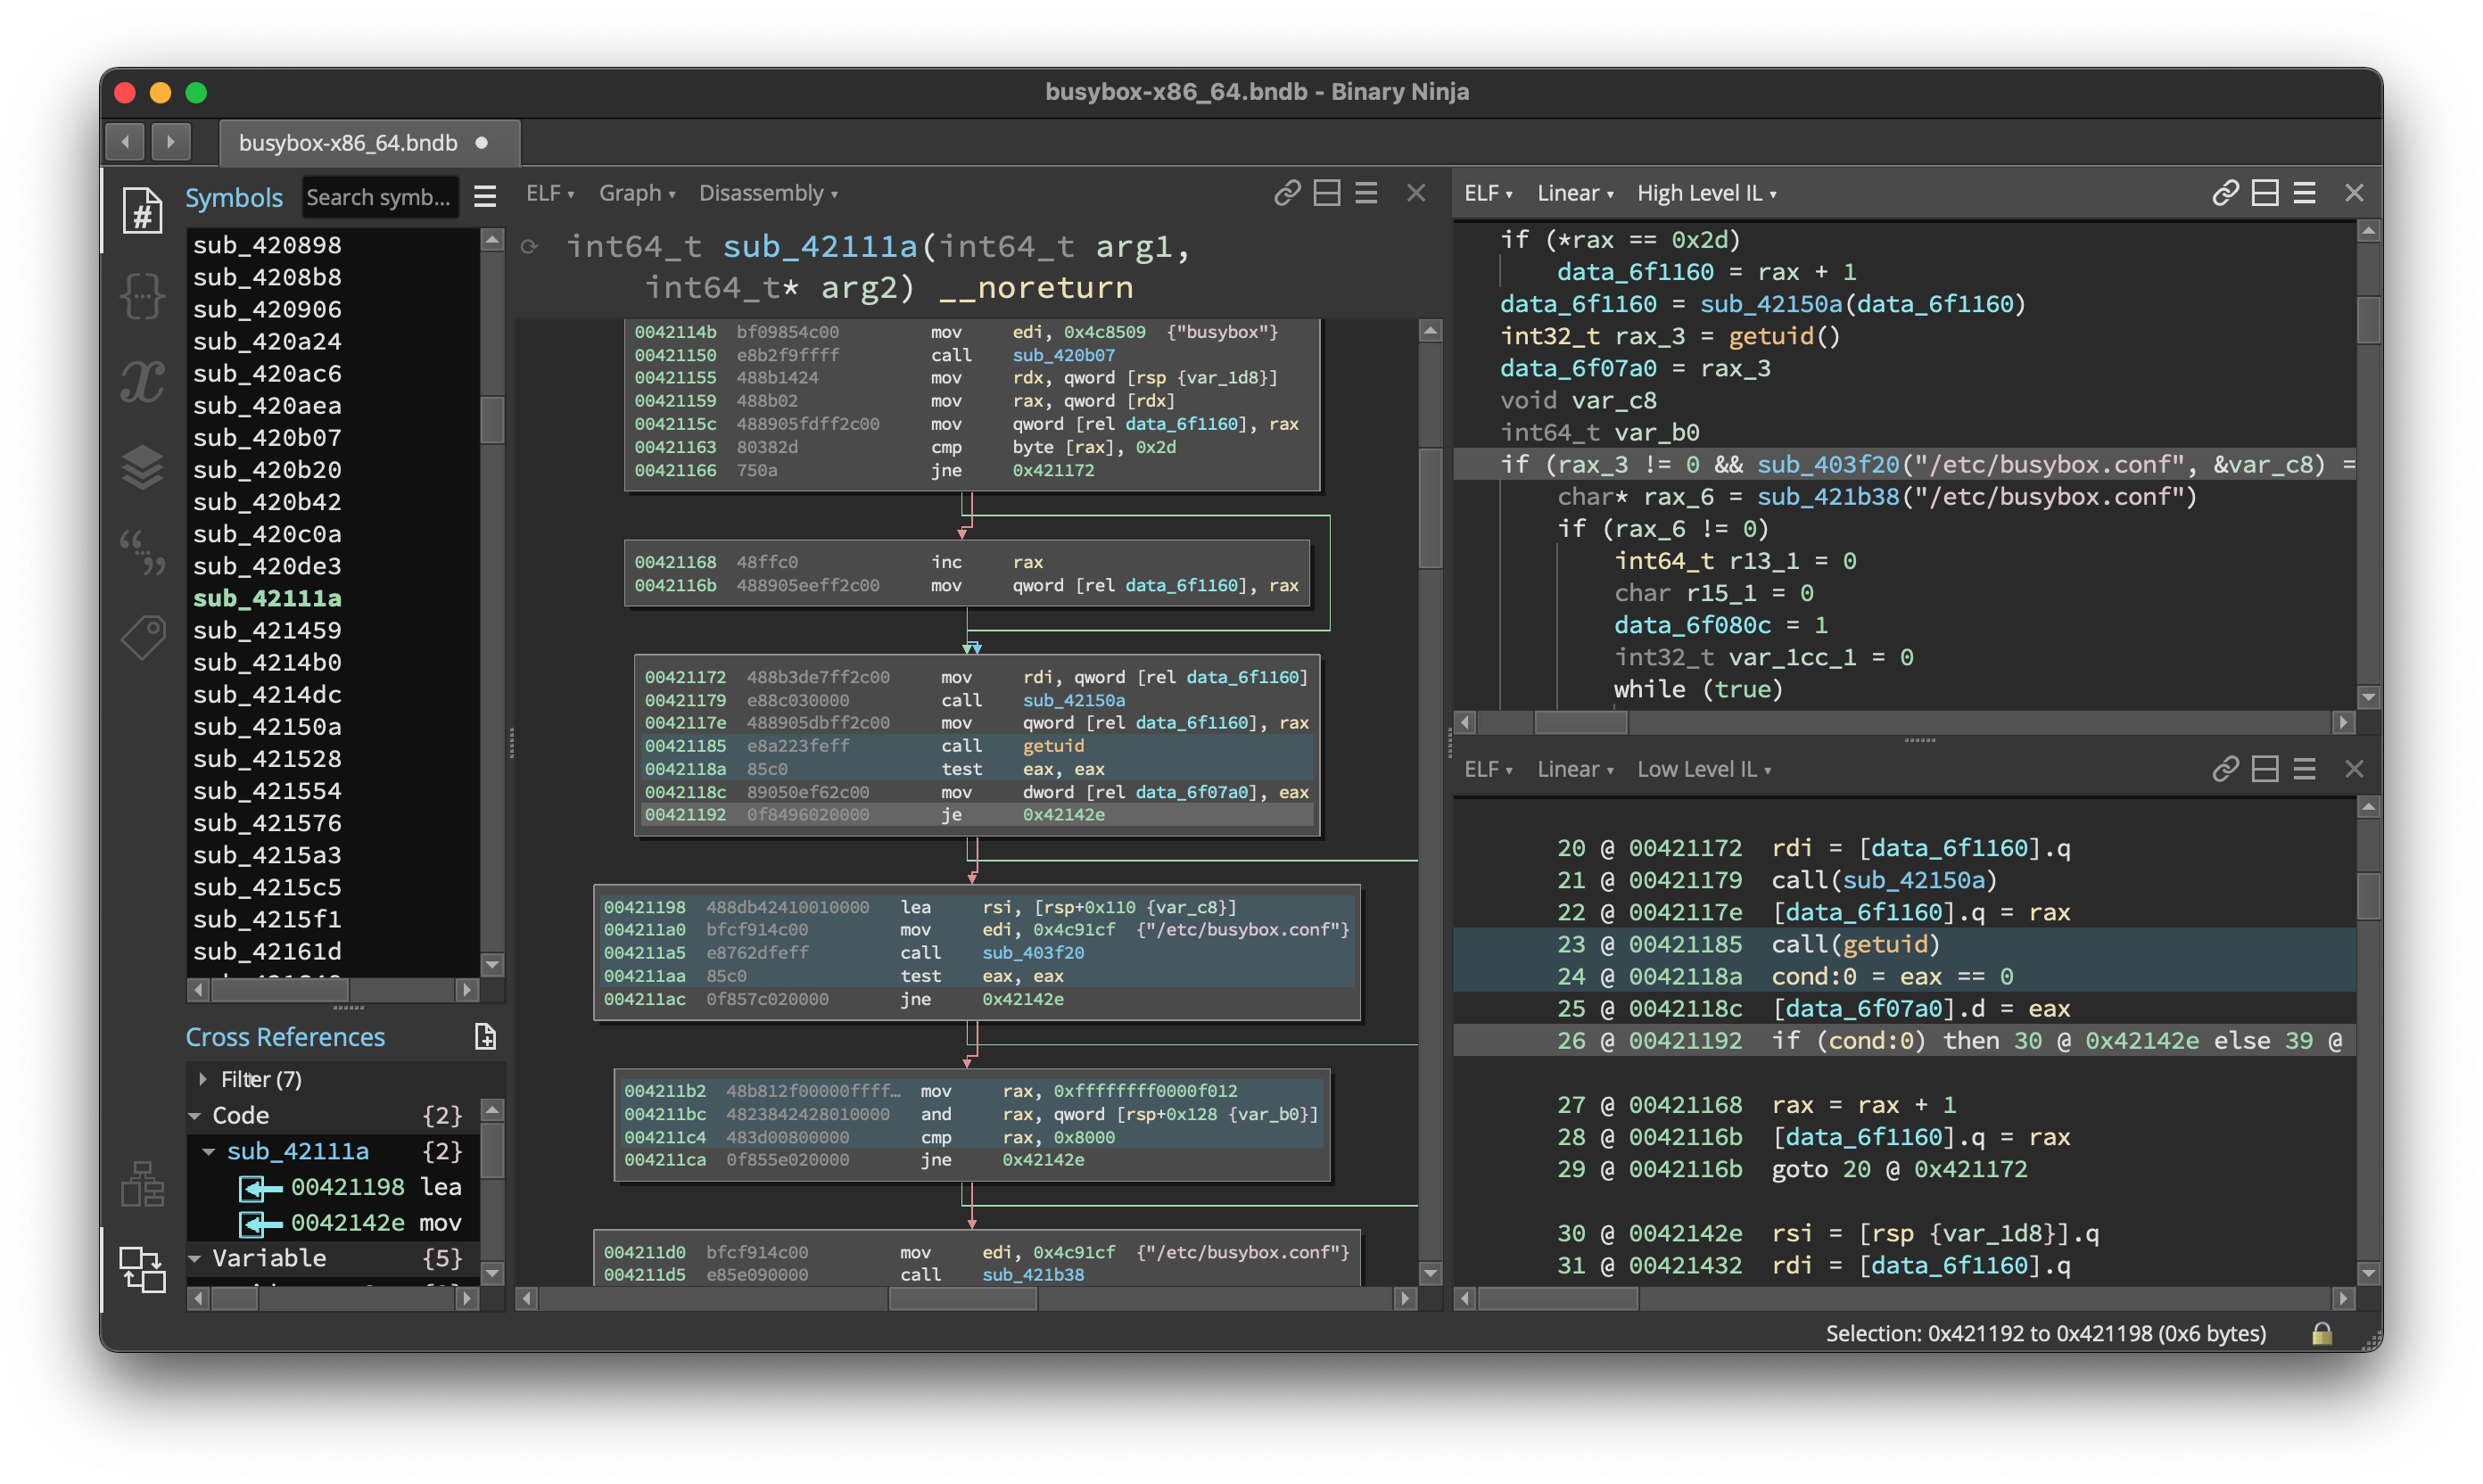 busybox-x86_64.bndb - Binary Ninja
busybox-x86_64.bndb
Symbols
Search symb...
sub_420898
sub_4208b8
sub_420906
sub_420a24
sub_420ac6
sub_420aea
sub_420b07
sub_420b20
sub_420b42
sub_420c0a
sub_420de3
sub_42111a
sub_421459
sub_4214b0
sub_4214dc
sub_42150a
sub_421528
sub_421554
sub_421576
sub_4215a3
sub_4215c5
sub_4215f1
sub_42161d
Cross References
Filter (7)
Code {2}
sub_42111a {2}
00421198 lea
0042142e mov
Variable {5}
ELF Graph Disassembly
int64_t sub_42111a(int64_t arg1,
int64_t* arg2) __noreturn
0042114b bf09854c00 mov edi, 0x4c8509 {"busybox"}
00421150 e8b2f9ffff call sub_420b07
00421155 488b1424 mov rdx, qword [rsp {var_1d8}]
00421159 488b02 mov rax, qword [rdx]
0042115c 488905fdff2c00 mov qword [rel data_6f1160], rax
00421163 80382d cmp byte [rax], 0x2d
00421166 750a jne 0x421172
00421168 48ffc0 inc rax
0042116b 488905eeff2c00 mov qword [rel data_6f1160], rax
00421172 488b3de7ff2c00 mov rdi, qword [rel data_6f1160]
00421179 e88c030000 call sub_42150a
0042117e 488905dbff2c00 mov qword [rel data_6f1160], rax
00421185 e8a223feff call getuid
0042118a 85c0 test eax, eax
0042118c 89050ef62c00 mov dword [rel data_6f07a0], eax
00421192 0f8496020000 je 0x42142e
00421198 488db42410010000 lea rsi, [rsp+0x110 {var_c8}]
004211a0 bfcf914c00 mov edi, 0x4c91cf {"/etc/busybox.conf"}
004211a5 e8762dfeff call sub_403f20
004211aa 85c0 test eax, eax
004211ac 0f857c020000 jne 0x42142e
004211b2 48b812f00000ffff… mov rax, 0xffffffff0000f012
004211bc 4823842428010000 and rax, qword [rsp+0x128 {var_b0}]
004211c4 483d00800000 cmp rax, 0x8000
004211ca 0f855e020000 jne 0x42142e
004211d0 bfcf914c00 mov edi, 0x4c91cf {"/etc/busybox.conf"}
004211d5 e85e090000 call sub_421b38
ELF Linear High Level IL
if (*rax == 0x2d)
data_6f1160 = rax + 1
data_6f1160 = sub_42150a(data_6f1160)
int32_t rax_3 = getuid()
data_6f07a0 = rax_3
void var_c8
int64_t var_b0
if (rax_3 != 0 && sub_403f20("/etc/busybox.conf", &var_c8) =
char* rax_6 = sub_421b38("/etc/busybox.conf")
if (rax_6 != 0)
int64_t r13_1 = 0
char r15_1 = 0
data_6f080c = 1
int32_t var_1cc_1 = 0
while (true)
ELF Linear Low Level IL
20 @ 00421172 rdi = [data_6f1160].q
21 @ 00421179 call(sub_42150a)
22 @ 0042117e [data_6f1160].q = rax
23 @ 00421185 call(getuid)
24 @ 0042118a cond:0 = eax == 0
25 @ 0042118c [data_6f07a0].d = eax
26 @ 00421192 if (cond:0) then 30 @ 0x42142e else 39 @
27 @ 00421168 rax = rax + 1
28 @ 0042116b [data_6f1160].q = rax
29 @ 0042116b goto 20 @ 0x421172
30 @ 0042142e rsi = [rsp {var_1d8}].q
31 @ 00421432 rdi = [data_6f1160].q
Selection: 0x421192 to 0x421198 (0x6 bytes)